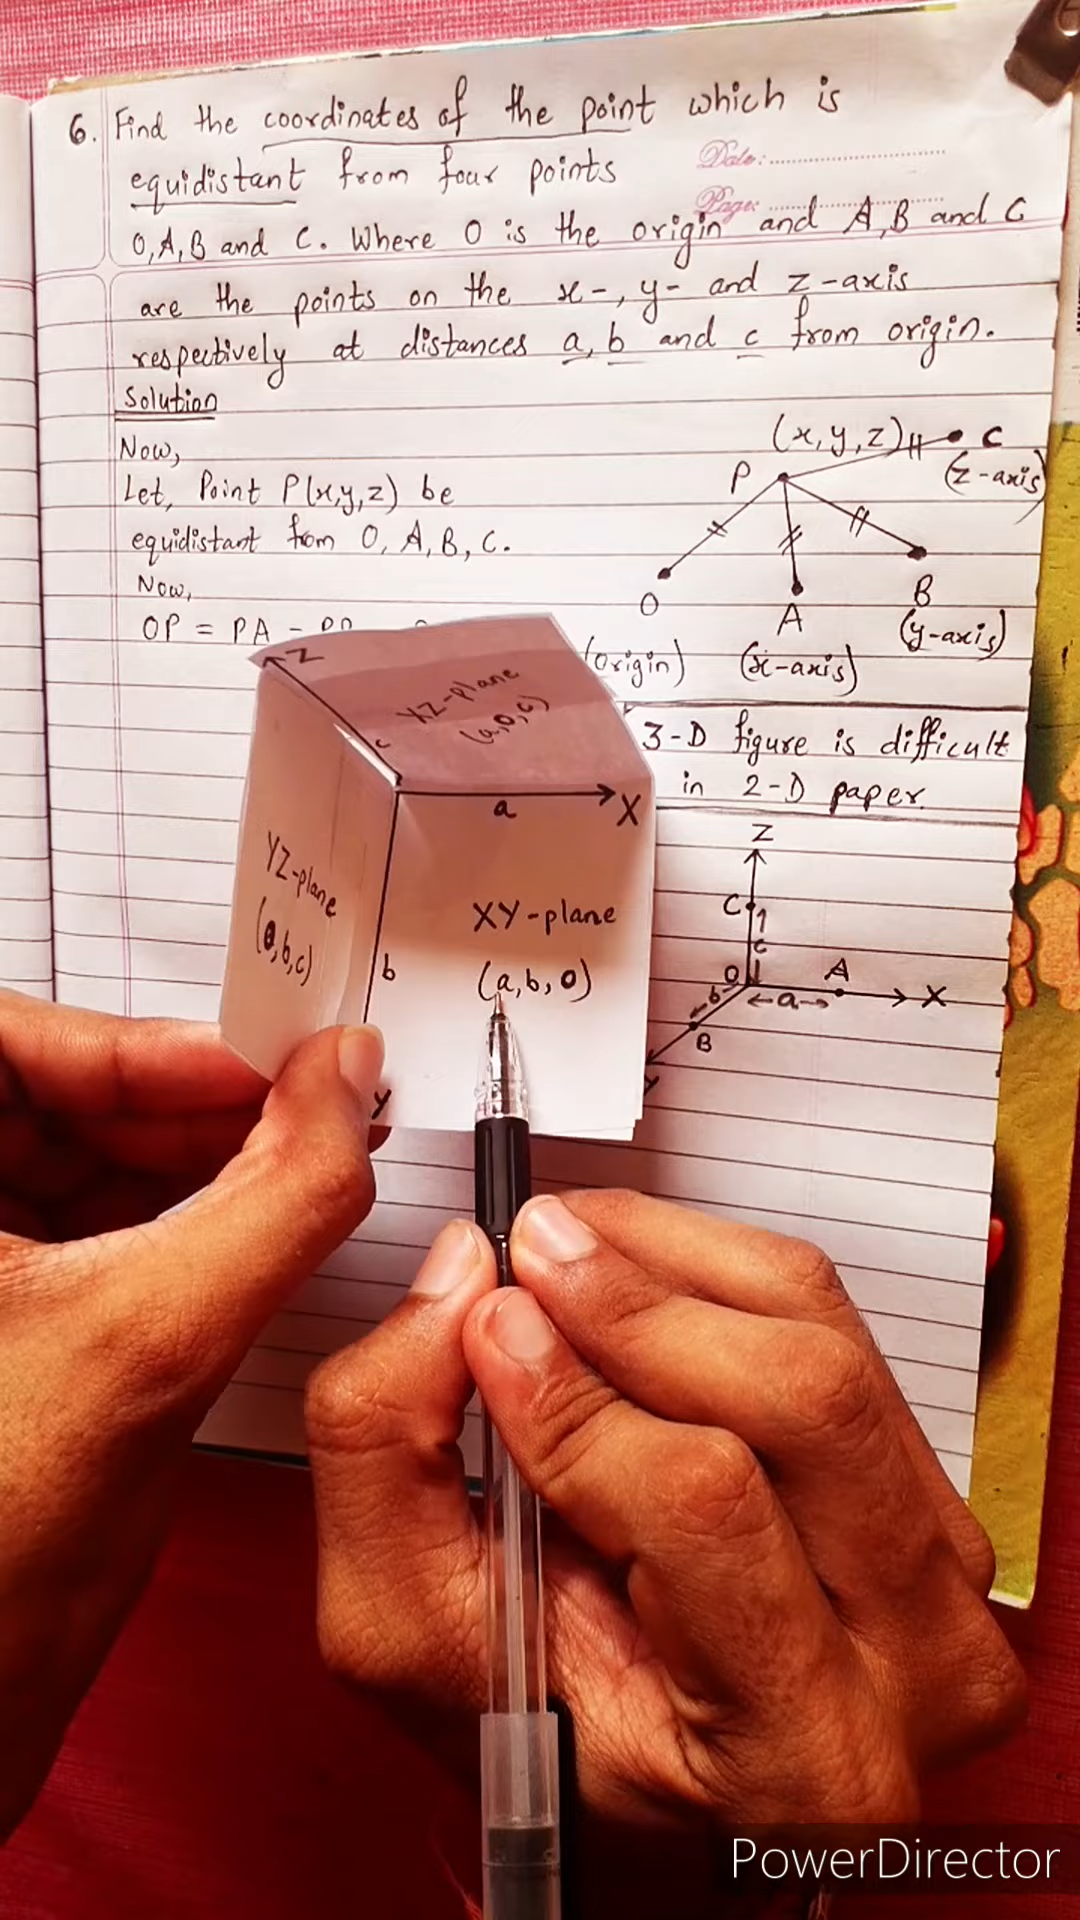 6. Find the coordinates of the point which is
equidistant from four points
Date:
Page:
O, A, B and C. Where O is the origin and A, B and C
are the points on the x-, y- and z-axis
respectively at distances a, b and c from origin.
Solution
Now,
Let, Point P(x,y,z) be
equidistant from O, A, B, C.
Now,
OP = PA =
(x, y, z)
C
(z-axis)
P
O
(origin)
A
(x-axis)
B
(y-axis)
3-D figure is difficult
in 2-D paper.
Z
XZ-plane
(a,0,c)
c
a
X
YZ-plane
(0,b,c)
b
XY-plane
(a,b,0)
Y
Z
C
c
O
A
X
a
b
B
Y
PowerDirector